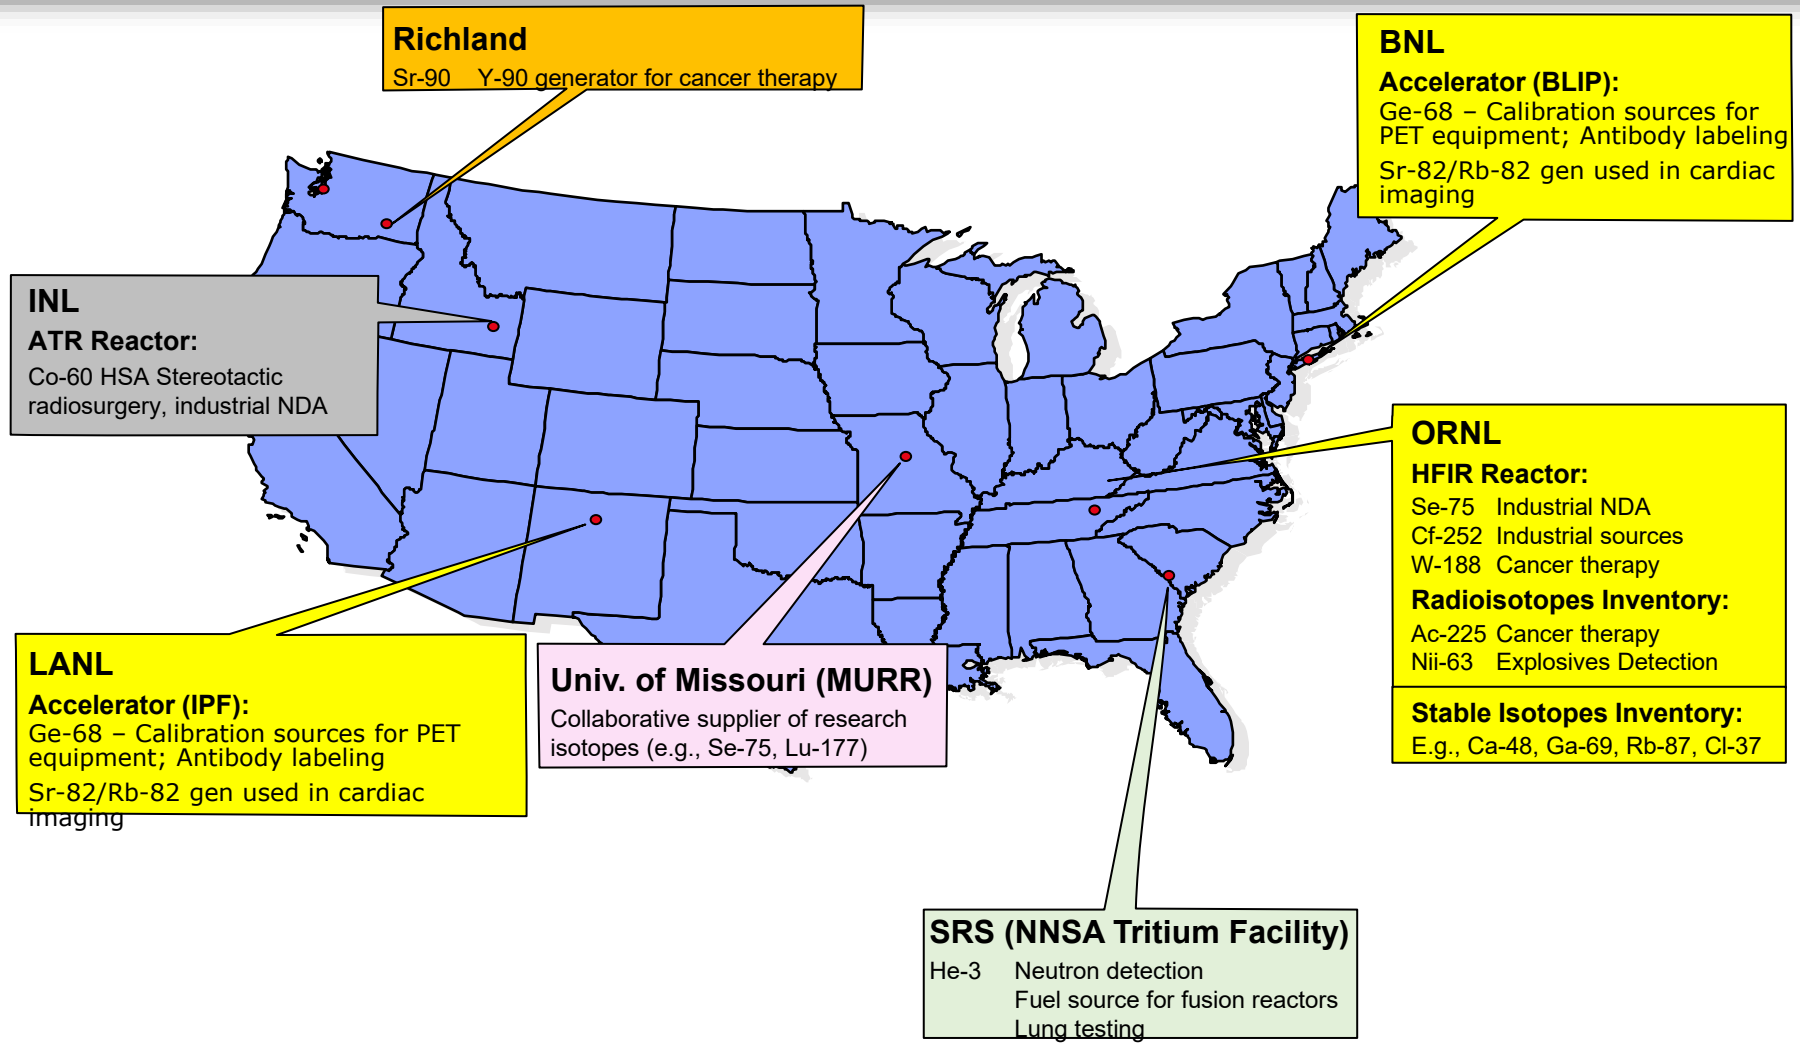 Richland
Sr-90 Y-90 generator for cancer therapy
BNL
Accelerator (BLIP):
Ge-68 – Calibration sources for
PET equipment; Antibody labeling
Sr-82/Rb-82 gen used in cardiac
imaging
INL
ATR Reactor:
Co-60 HSA Stereotactic
radiosurgery, industrial NDA
ORNL
HFIR Reactor:
Se-75 Industrial NDA
Cf-252 Industrial sources
W-188 Cancer therapy
Radioisotopes Inventory:
Ac-225 Cancer therapy
Nii-63 Explosives Detection
Stable Isotopes Inventory:
E.g., Ca-48, Ga-69, Rb-87, Cl-37
LANL
Accelerator (IPF):
Ge-68 – Calibration sources for PET
equipment; Antibody labeling
Sr-82/Rb-82 gen used in cardiac
imaging
Univ. of Missouri (MURR)
Collaborative supplier of research
isotopes (e.g., Se-75, Lu-177)
SRS (NNSA Tritium Facility)
He-3 Neutron detection
Fuel source for fusion reactors
Lung testing